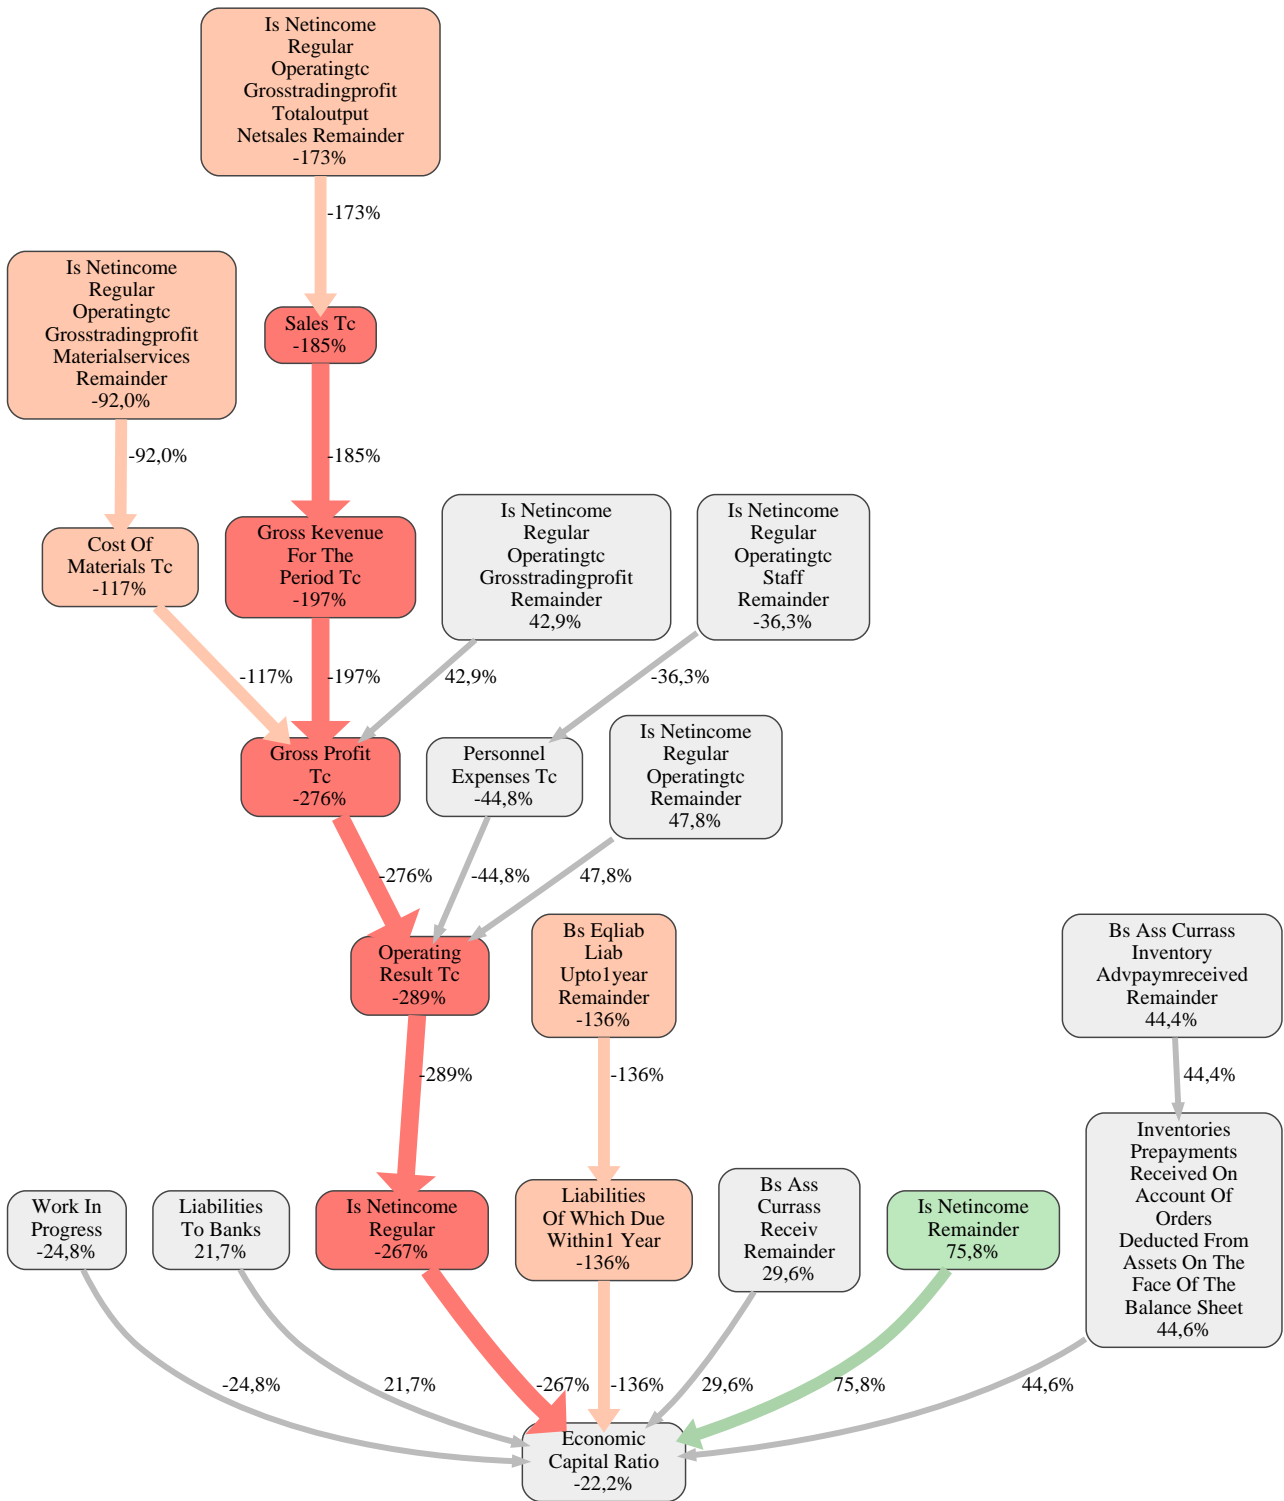 Is Netincome
Regular
Operatingtc
Grosstradingprofit
Totaloutput
Netsales Remainder
-173%
-173%
Is Netincome
Regular
Operatingtc
Grosstradingprofit
Materialservices
Remainder
-92,0%
Sales Tc
-185%
-92,0%
-185%
Cost Of
Materials Tc
-117%
Gross Revenue
For The
Period Tc
-197%
Is Netincome
Regular
Operatingtc
Grosstradingprofit
Remainder
42,9%
Is Netincome
Regular
Operatingtc
Staff
Remainder
-36,3%
-117%
-197%
42,9%
-36,3%
Gross Profit
Tc
-276%
Personnel
Expenses Tc
-44,8%
Is Netincome
Regular
Operatingtc
Remainder
47,8%
-276%
-44,8%
47,8%
Operating
Result Tc
-289%
Bs Eqliab
Liab
Upto1year
Remainder
-136%
Bs Ass Currass
Inventory
Advpaymreceived
Remainder
44,4%
-289%
-136%
44,4%
Work In
Progress
-24,8%
Liabilities
To Banks
21,7%
Is Netincome
Regular
-267%
Liabilities
Of Which Due
Within1 Year
-136%
Bs Ass
Currass
Receiv
Remainder
29,6%
Is Netincome
Remainder
75,8%
Inventories
Prepayments
Received On
Account Of
Orders
Deducted From
Assets On The
Face Of The
Balance Sheet
44,6%
-24,8%
21,7%
-267%
-136%
29,6%
75,8%
44,6%
Economic
Capital Ratio
-22,2%